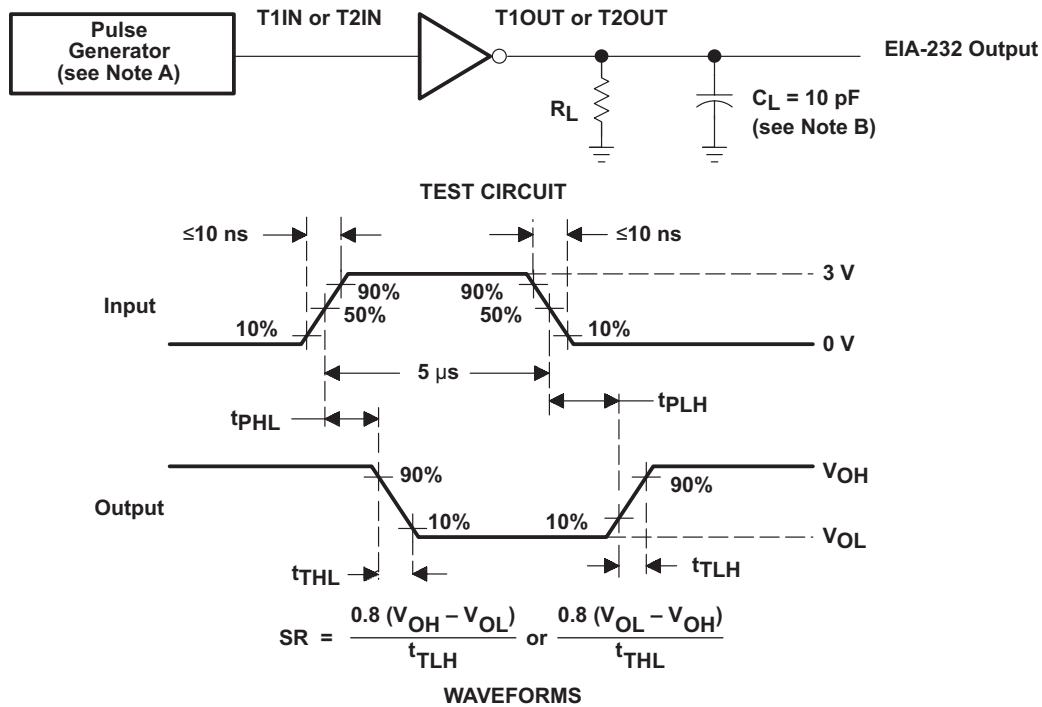 T1IN or T2IN
T1OUT or T2OUT
Pulse
Generator
(see Note A)
EIA-232 Output
RL
CL = 10 pF
(see Note B)
TEST CIRCUIT
≤10 ns
≤10 ns
3 V
Input
90%
90%
50%
50%
10%
10%
0 V
5 µs
tPHL
tPLH
Output
90%
90%
VOH
10%
10%
VOL
tTHL
tTLH
SR = 0.8 (VOH – VOL) / tTLH or 0.8 (VOL – VOH) / tTHL
WAVEFORMS